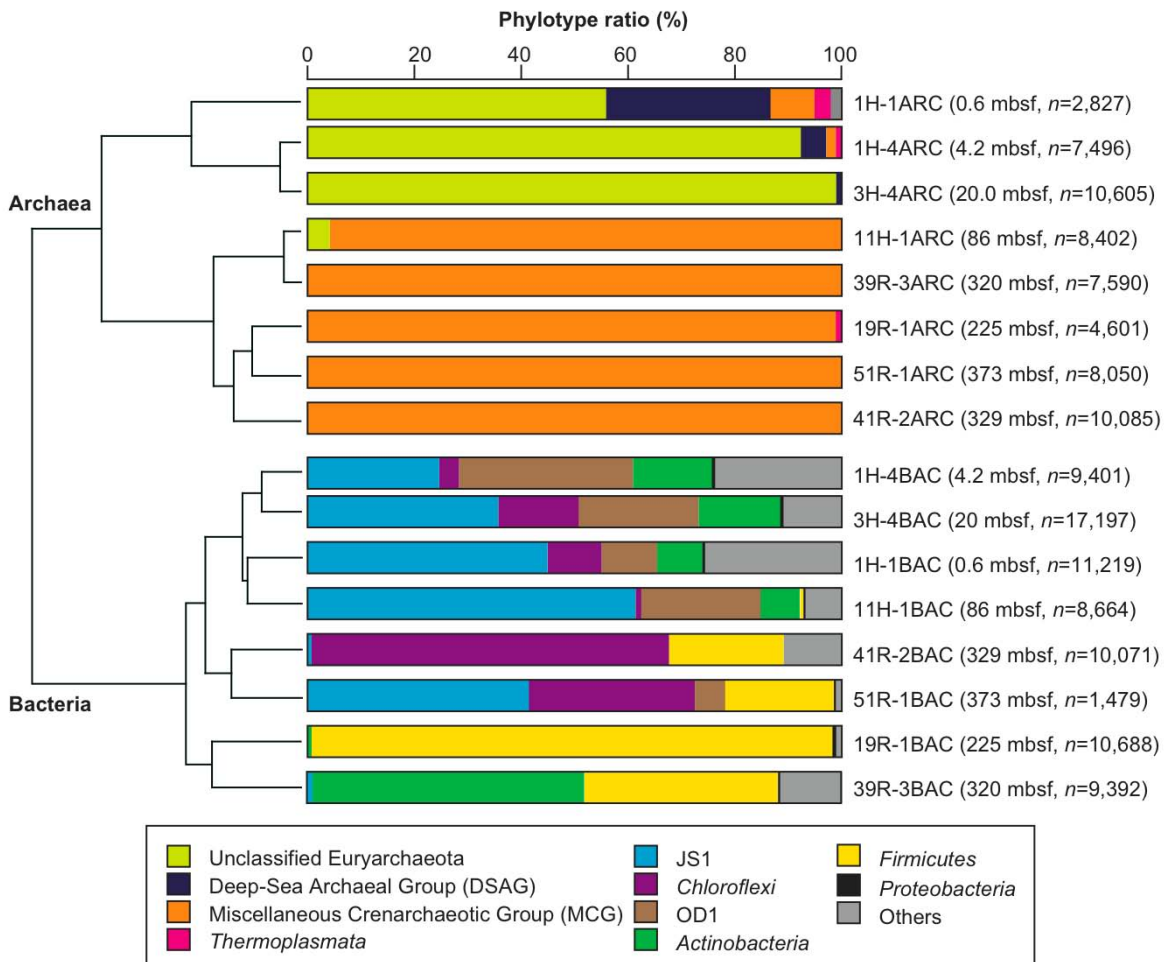 Phylotype ratio (%)
0 20 40 60 80 100
Archaea
1H-1ARC (0.6 mbsf, n=2,827)
1H-4ARC (4.2 mbsf, n=7,496)
3H-4ARC (20.0 mbsf, n=10,605)
11H-1ARC (86 mbsf, n=8,402)
39R-3ARC (320 mbsf, n=7,590)
19R-1ARC (225 mbsf, n=4,601)
51R-1ARC (373 mbsf, n=8,050)
41R-2ARC (329 mbsf, n=10,085)
Bacteria
1H-4BAC (4.2 mbsf, n=9,401)
3H-4BAC (20 mbsf, n=17,197)
1H-1BAC (0.6 mbsf, n=11,219)
11H-1BAC (86 mbsf, n=8,664)
41R-2BAC (329 mbsf, n=10,071)
51R-1BAC (373 mbsf, n=1,479)
19R-1BAC (225 mbsf, n=10,688)
39R-3BAC (320 mbsf, n=9,392)
Unclassified Euryarchaeota
Deep-Sea Archaeal Group (DSAG)
Miscellaneous Crenarchaeotic Group (MCG)
Thermoplasmata
JS1
Chloroflexi
OD1
Actinobacteria
Firmicutes
Proteobacteria
Others